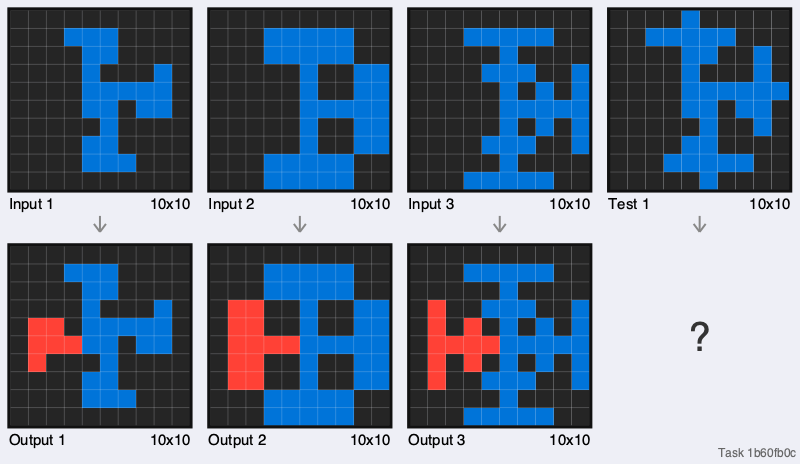 Input 1 10x10
Input 2 10x10
Input 3 10x10
Test 1 10x10
?
Output 1 10x10
Output 2 10x10
Output 3 10x10
Task 1b60fb0c